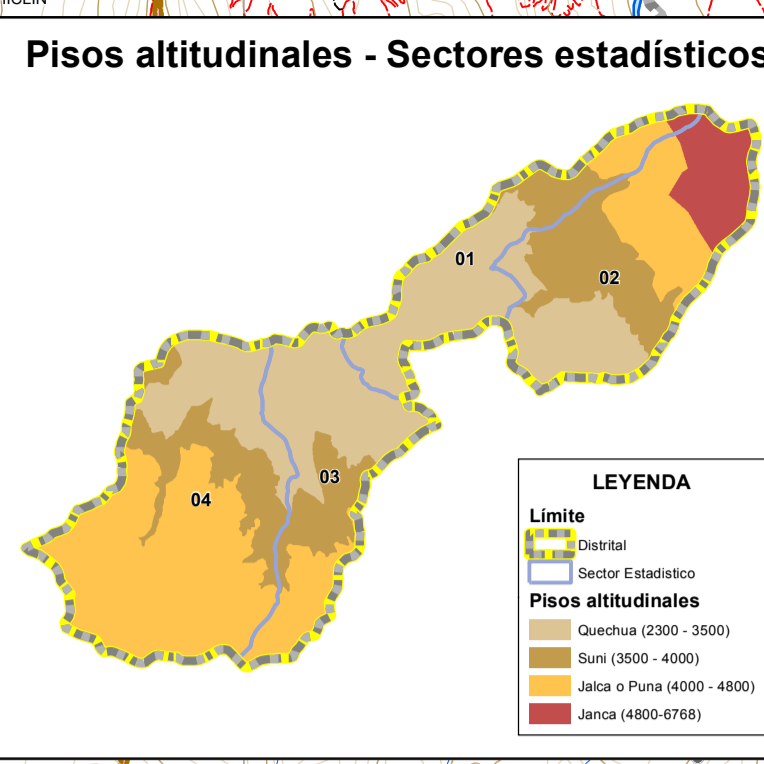 Pisos altitudinales - Sectores estadísticos
01
02
03
04
LEYENDA
Límite
Distrital
Sector Estadistico
Pisos altitudinales
Quechua (2300 - 3500)
Suni (3500 - 4000)
Jalca o Puna (4000 - 4800)
Janca (4800-6768)